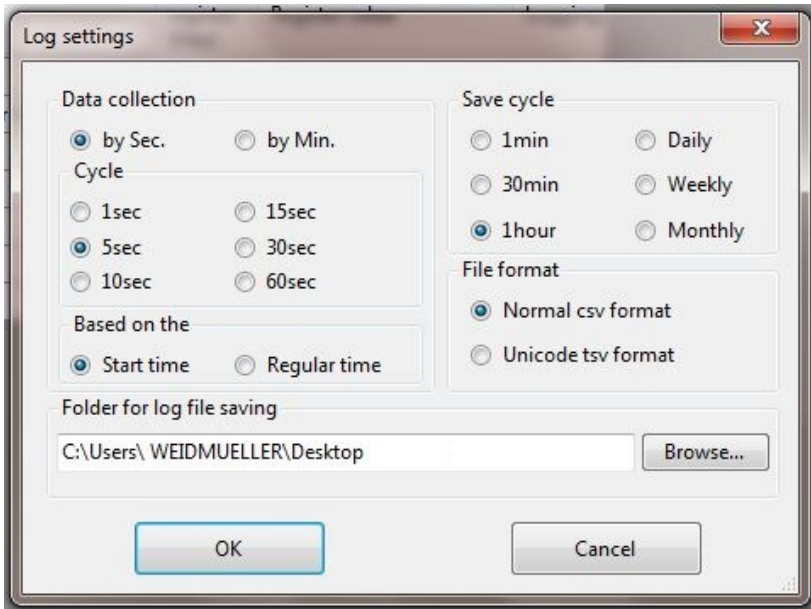 Log settings
Data collection
by Sec.
by Min.
Cycle
1sec
15sec
5sec
30sec
10sec
60sec
Based on the
Start time
Regular time
Save cycle
1min
Daily
30min
Weekly
1hour
Monthly
File format
Normal csv format
Unicode tsv format
Folder for log file saving
C:\Users\ WEIDMUELLER\Desktop
Browse...
OK
Cancel